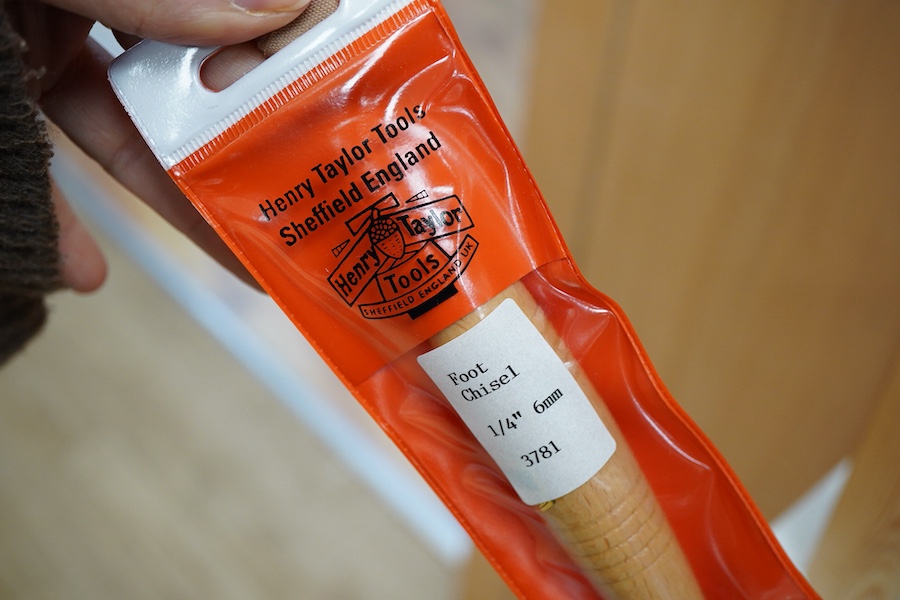 Henry Taylor Tools
Sheffield England
Henry Taylor
Tools
SHEFFIELD ENGLAND UK
Foot
Chisel
1/4" 6mm
3781